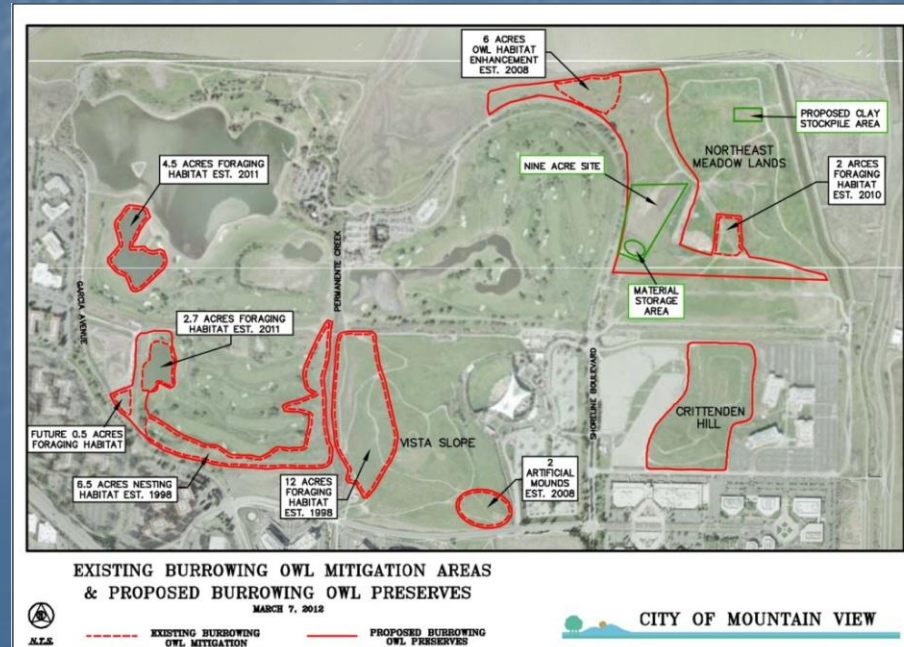 6 ACRES
OWL HABITAT
ENHANCEMENT
EST. 2008
PROPOSED CLAY
STOCKPILE AREA
NORTHEAST
MEADOW LANDS
4.5 ACRES FORAGING
HABITAT EST. 2011
NINE ACRE SITE
2 ARCES
FORAGING
HABITAT
EST. 2010
PERMANENTE CREEK
GARCIA AVENUE
MATERIAL
STORAGE
AREA
2.7 ACRES FORAGING
HABITAT EST. 2011
SHORELINE BOULEVARD
CRITTENDEN
HILL
FUTURE 0.5 ACRES
FORAGING HABITAT
VISTA SLOPE
6.5 ACRES NESTING
HABITAT EST. 1998
12 ACRES
FORAGING
HABITAT
EST. 1998
2
ARTIFICIAL
MOUNDS
EST. 2008
EXISTING BURROWING OWL MITIGATION AREAS
& PROPOSED BURROWING OWL PRESERVES
MARCH 7, 2012
N.T.S.
EXISTING BURROWING
OWL MITIGATION
PROPOSED BURROWING
OWL PRESERVES
CITY OF MOUNTAIN VIEW